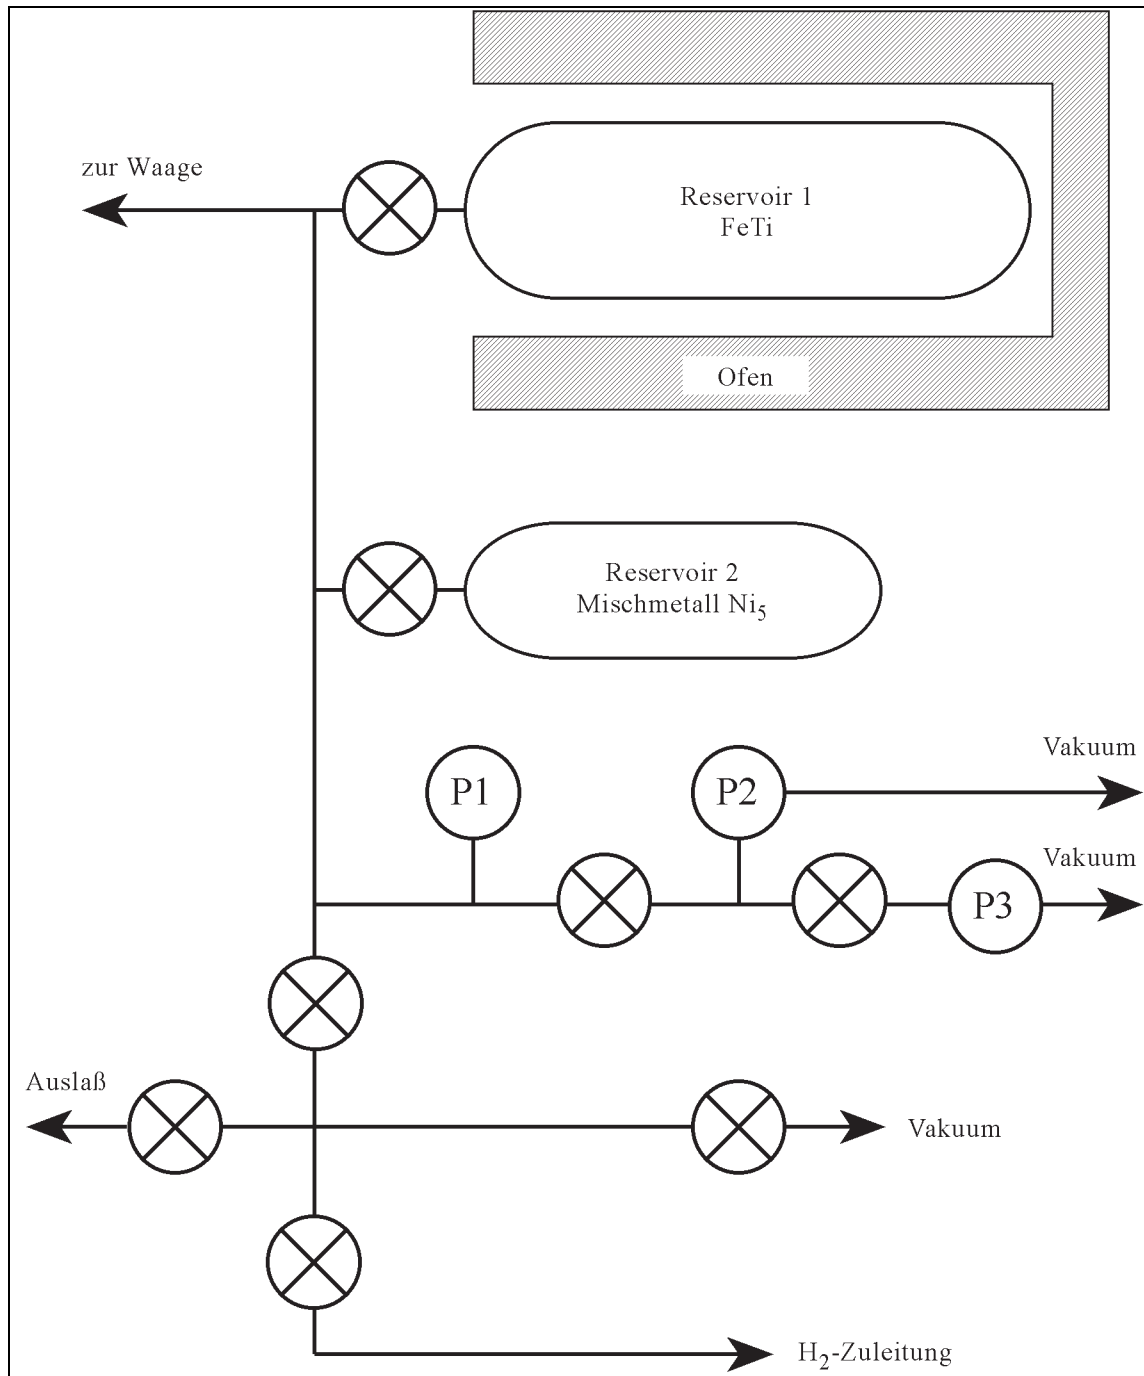 zur Waage
Reservoir 1
FeTi
Ofen
Reservoir 2
Mischmetall Ni₅
Vakuum
P1
P2
Vakuum
P3
Auslaß
Vakuum
H₂-Zuleitung